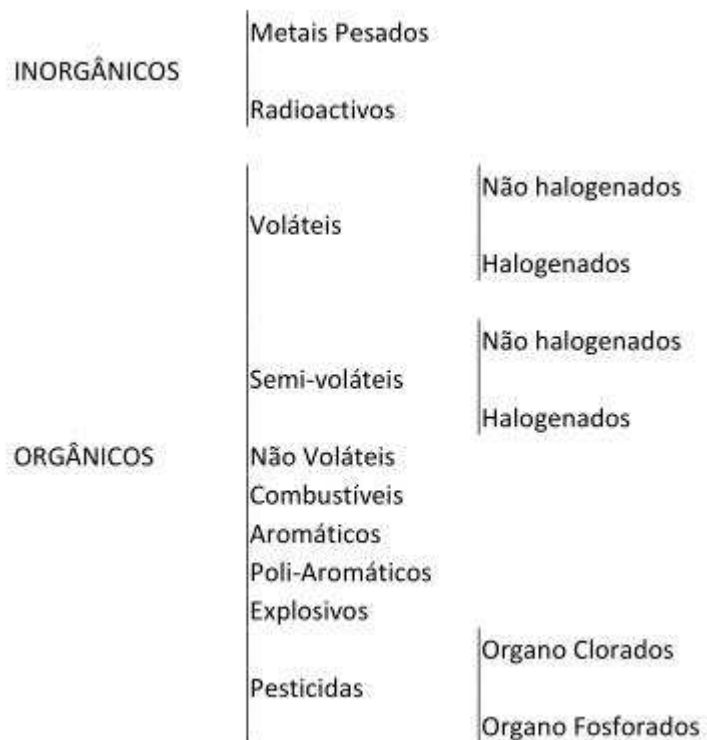 Metais Pesados
INORGÂNICOS
Radioactivos
Não halogenados
Voláteis
Halogenados
Não halogenados
Semi-voláteis
Halogenados
ORGÂNICOS Não Voláteis
Combustíveis
Aromáticos
Poli-Aromáticos
Explosivos
Organo Clorados
Pesticidas
Organo Fosforados